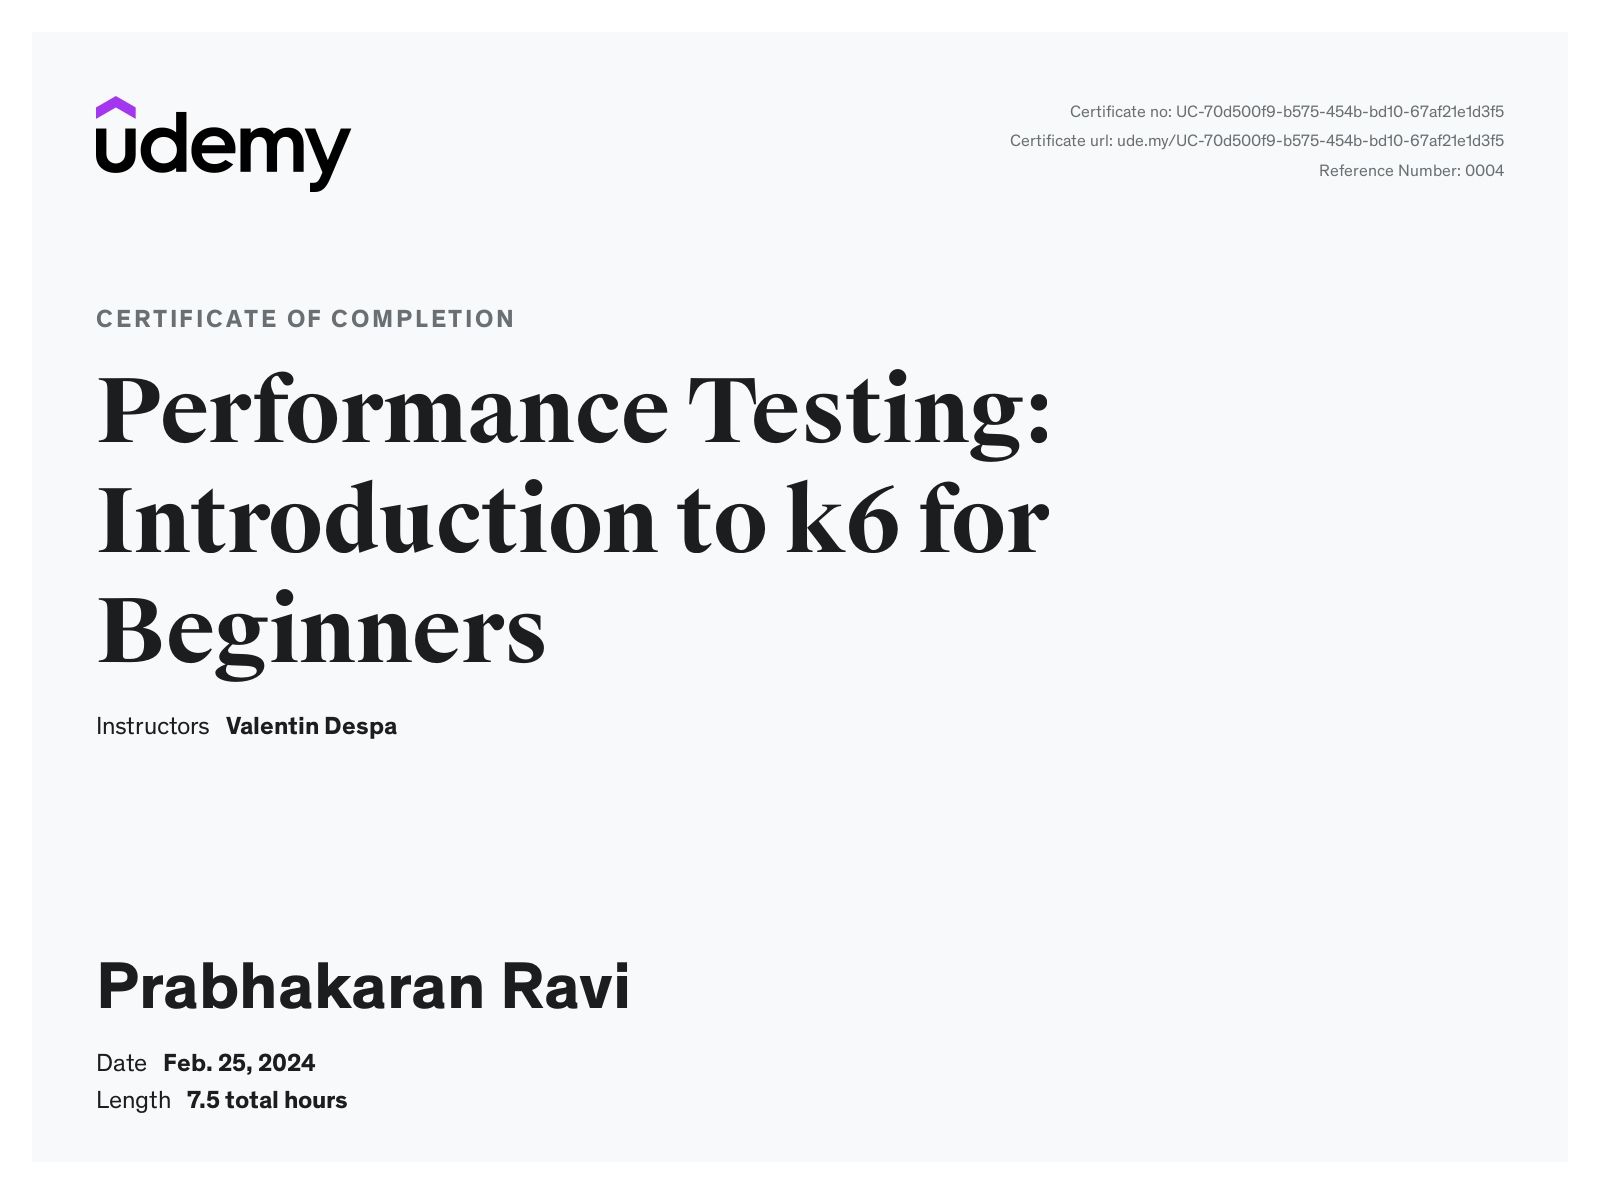 udemy
Certificate no: UC-70d500f9-b575-454b-bd10-67af21e1d3f5
Certificate url: ude.my/UC-70d500f9-b575-454b-bd10-67af21e1d3f5
Reference Number: 0004
CERTIFICATE OF COMPLETION
Performance Testing:
Introduction to k6 for
Beginners
Instructors Valentin Despa
Prabhakaran Ravi
Date Feb. 25, 2024
Length 7.5 total hours